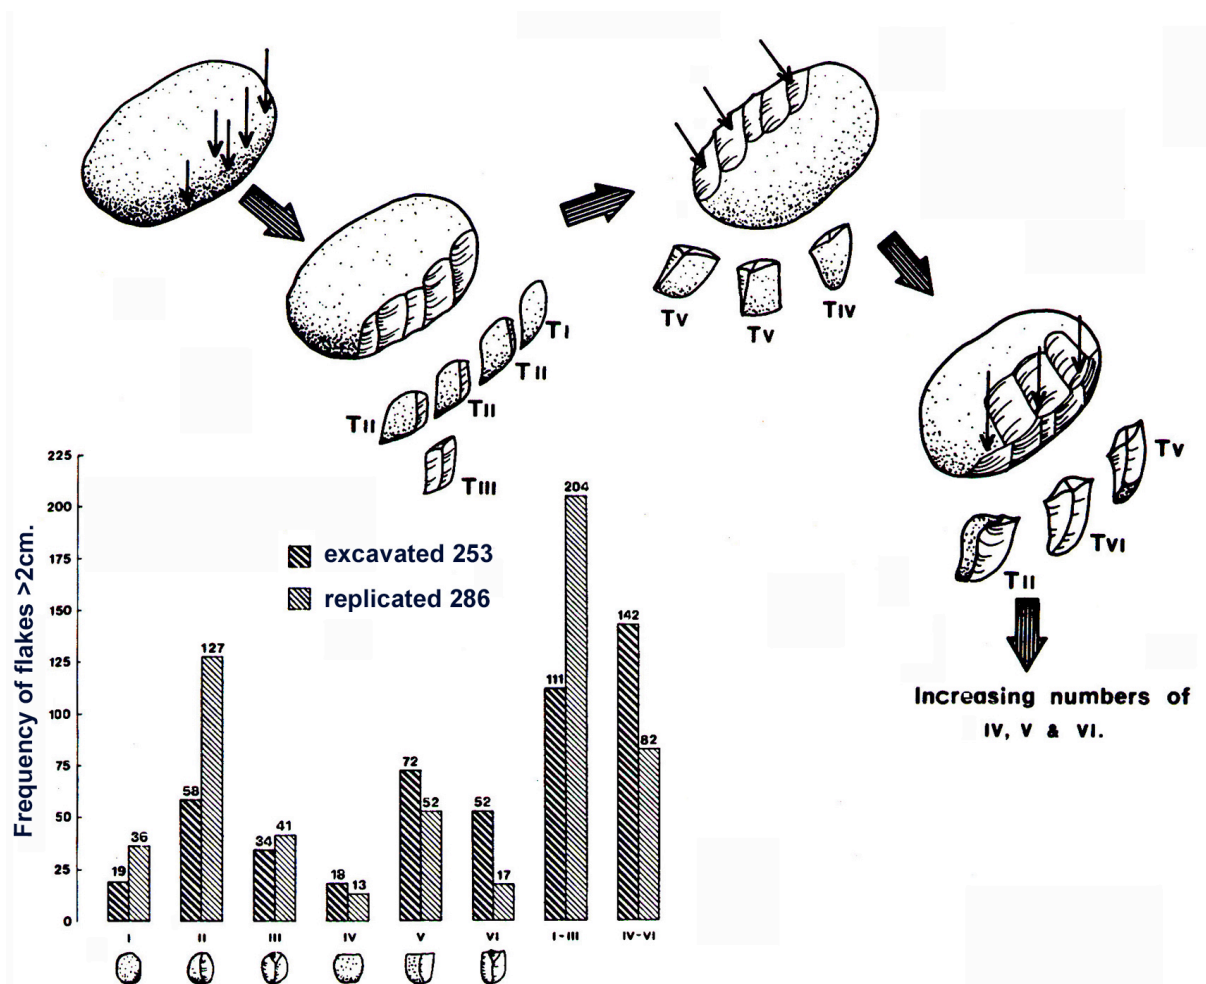 TI
TII
TII
TII
TIII
TV
TV
TIV
TV
TVI
TII
Increasing numbers of
IV, V & VI.
Frequency of flakes >2cm.
225
200
175
150
125
100
75
50
25
0
excavated 253
replicated 286
19
36
58
127
34
41
18
13
72
52
52
17
111
204
142
82
I
II
III
IV
V
VI
I-III
IV-VI